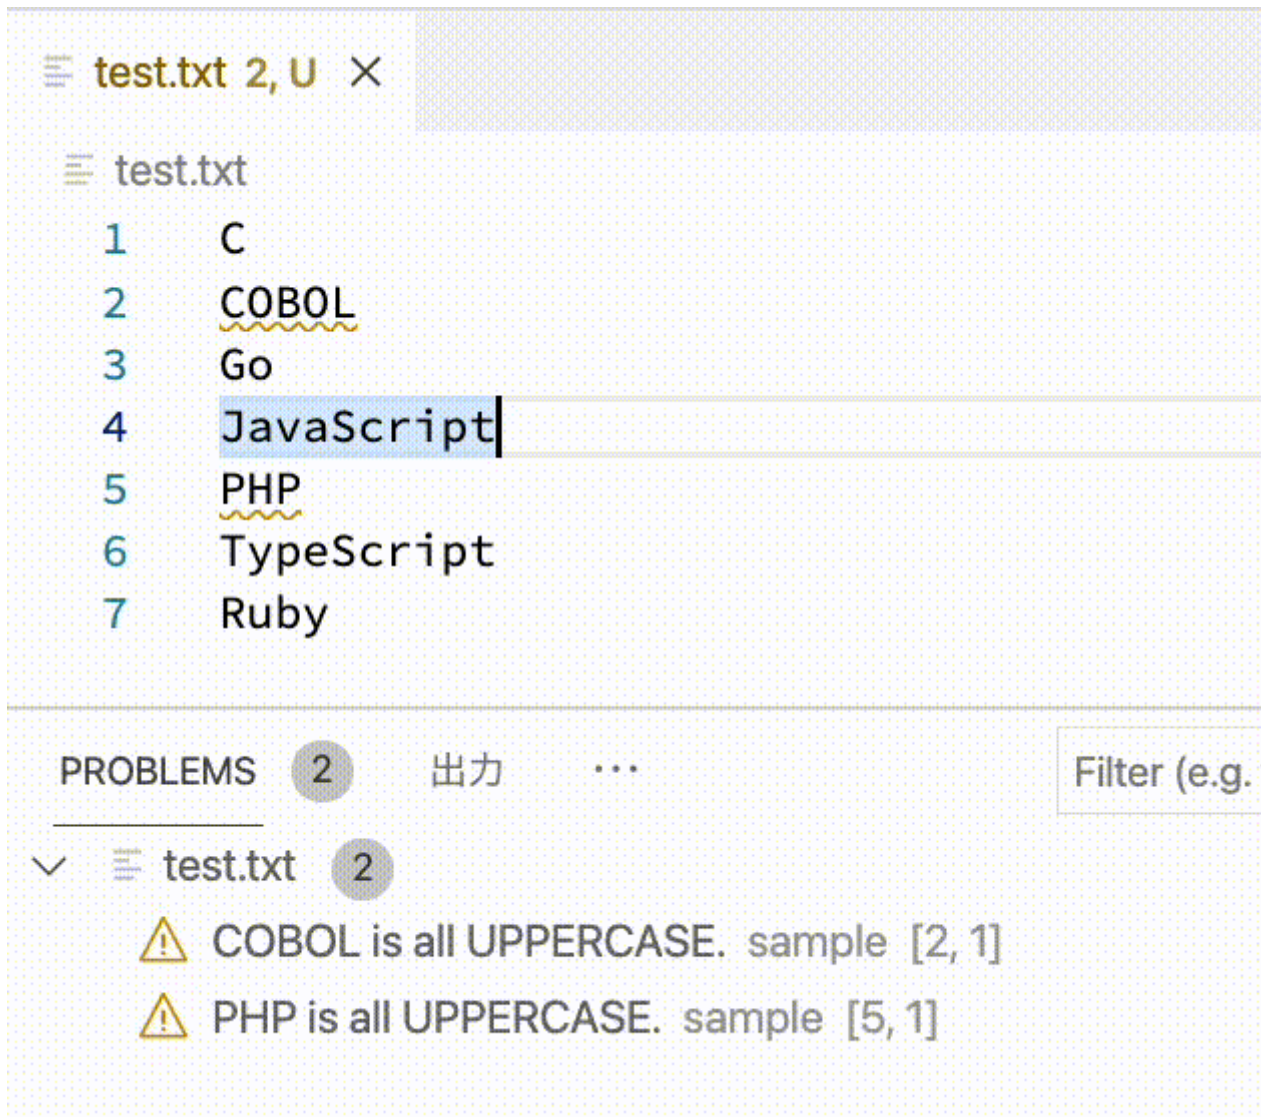 test.txt 2, U
test.txt
1 C
2 COBOL
3 Go
4 JavaScript
5 PHP
6 TypeScript
7 Ruby
PROBLEMS 2 出力 ··· Filter (e.g.
test.txt 2
COBOL is all UPPERCASE. sample [2, 1]
PHP is all UPPERCASE. sample [5, 1]